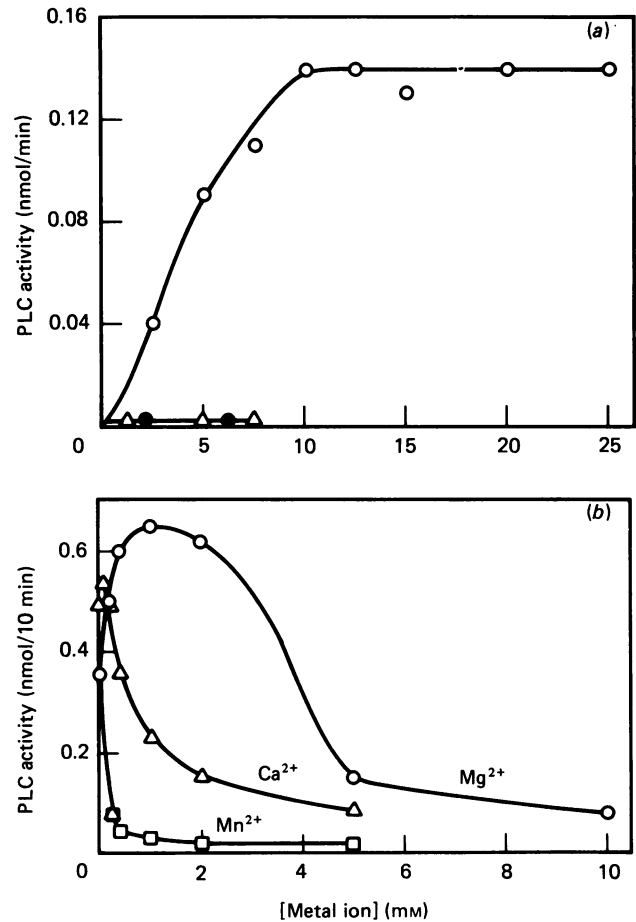 (a)
PLC activity (nmol/min)
0.16
0.12
0.08
0.04
0 5 10 15 20 25
(b)
PLC activity (nmol/10 min)
0.6
0.4
0.2
Ca²⁺
Mg²⁺
Mn²⁺
0 2 4 6 8 10
[Metal ion] (mM)